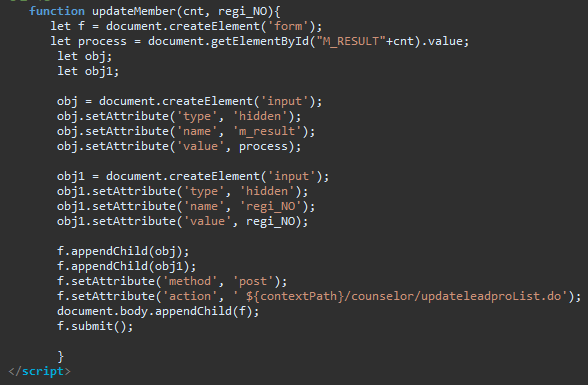 function updateMember(cnt, regi_NO){
let f = document.createElement('form');
let process = document.getElementById("M_RESULT"+cnt).value;
let obj;
let obj1;
obj = document.createElement('input');
obj.setAttribute('type', 'hidden');
obj.setAttribute('name', 'm_result');
obj.setAttribute('value', process);
obj1 = document.createElement('input');
obj1.setAttribute('type', 'hidden');
obj1.setAttribute('name', 'regi_NO');
obj1.setAttribute('value', regi_NO);
f.appendChild(obj);
f.appendChild(obj1);
f.setAttribute('method', 'post');
f.setAttribute('action', ' ${contextPath}/counselor/updateleadproList.do');
document.body.appendChild(f);
f.submit();
}
</script>